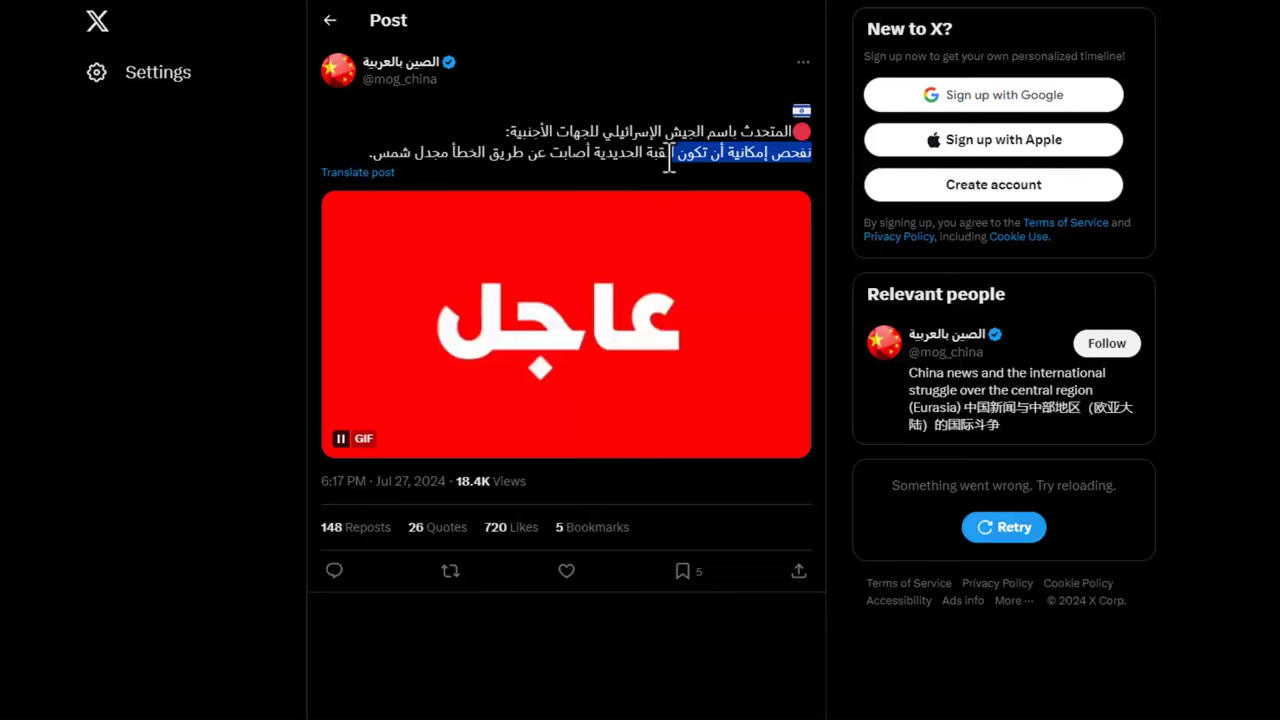 Settings
Post
الصين بالعربية
@mog_china
المتحدث باسم الجيش الإسرائيلي للجهات الأجنبية:
نفحص إمكانية أن تكون القبة الحديدية أصابت عن طريق الخطأ مجدل شمس.
Translate post
عاجل
GIF
6:17 PM · Jul 27, 2024 · 18.4K Views
148 Reposts 26 Quotes 720 Likes 5 Bookmarks
5
New to X?
Sign up now to get your own personalized timeline!
Sign up with Google
Sign up with Apple
Create account
By signing up, you agree to the Terms of Service and
Privacy Policy, including Cookie Use.
Relevant people
الصين بالعربية
@mog_china
Follow
China news and the international
struggle over the central region
(Eurasia) 中国新闻与中部地区（欧亚大
陆）的国际斗争
Something went wrong. Try reloading.
Retry
Terms of Service Privacy Policy Cookie Policy
Accessibility Ads info More ··· © 2024 X Corp.